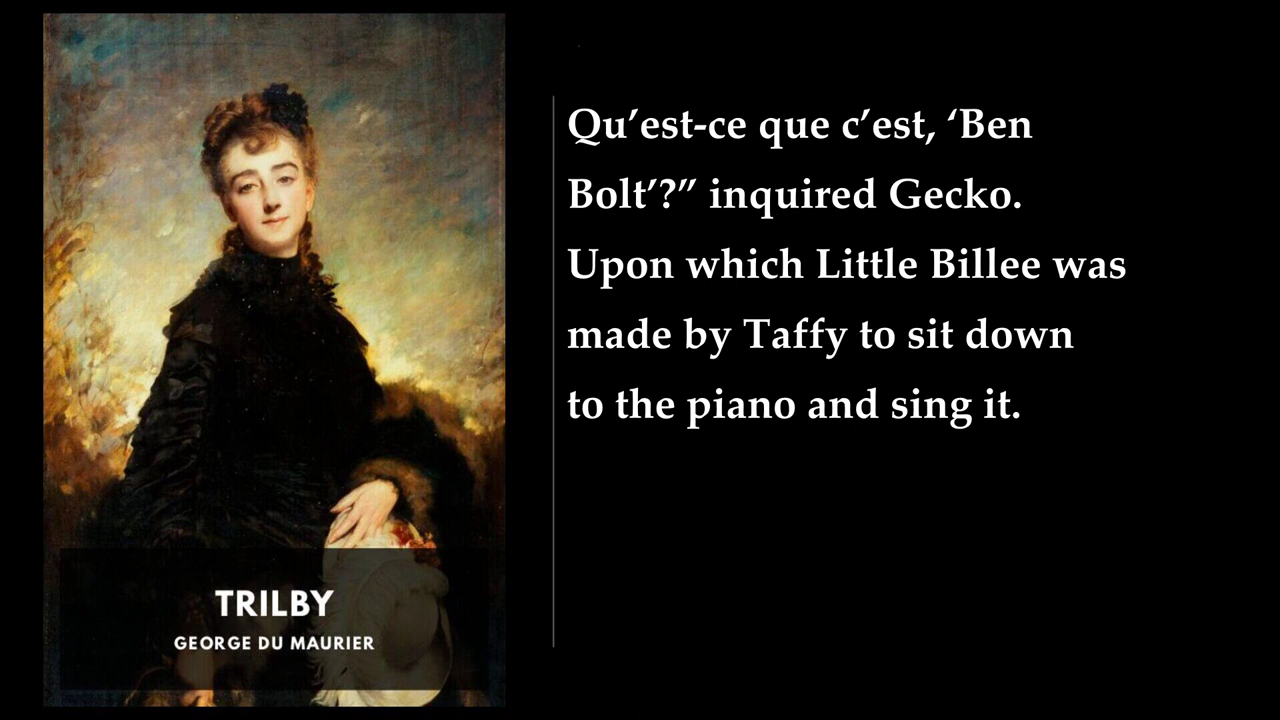 Qu’est-ce que c’est, ‘Ben
Bolt’?” inquired Gecko.
Upon which Little Billee was
made by Taffy to sit down
to the piano and sing it.
TRILBY
GEORGE DU MAURIER